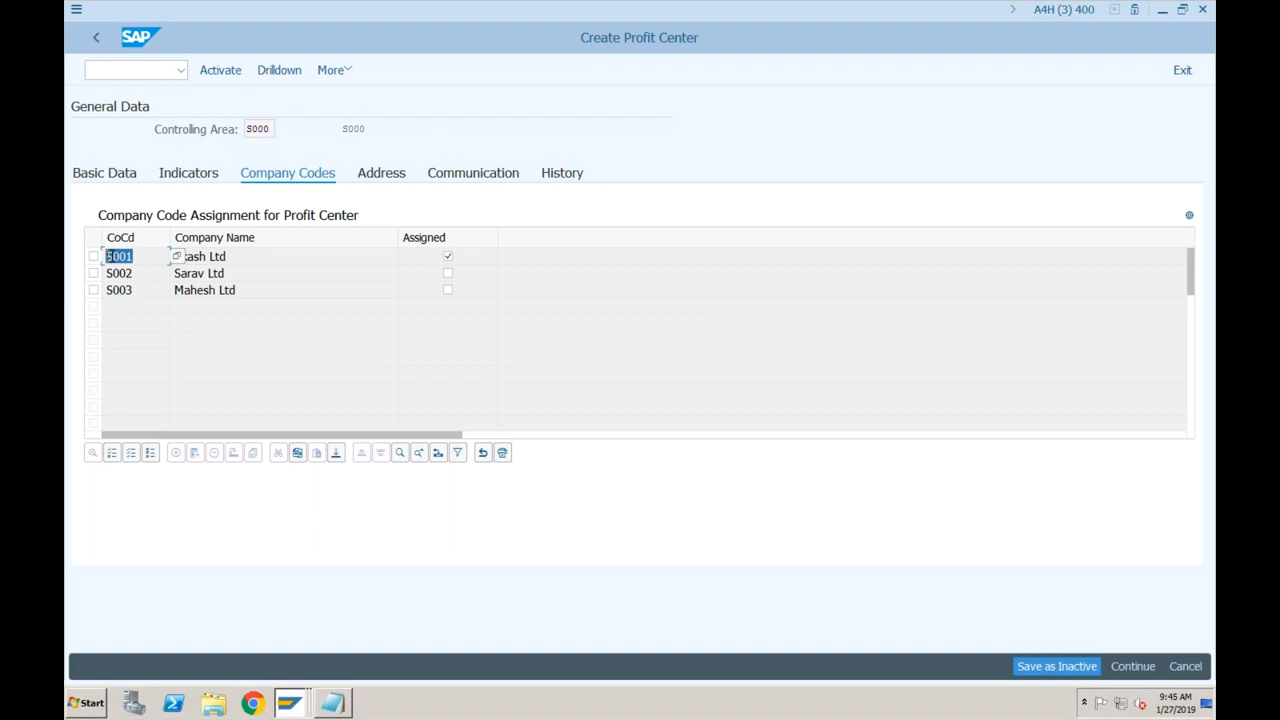 A4H (3) 400
SAP
Create Profit Center
Activate Drilldown More Exit
General Data
Controlling Area: S000 S000
Basic Data Indicators Company Codes Address Communication History
Company Code Assignment for Profit Center
CoCd Company Name Assigned
S001 kash Ltd
S002 Sarav Ltd
S003 Mahesh Ltd
Save as Inactive Continue Cancel
Start
9:45 AM
1/27/2019